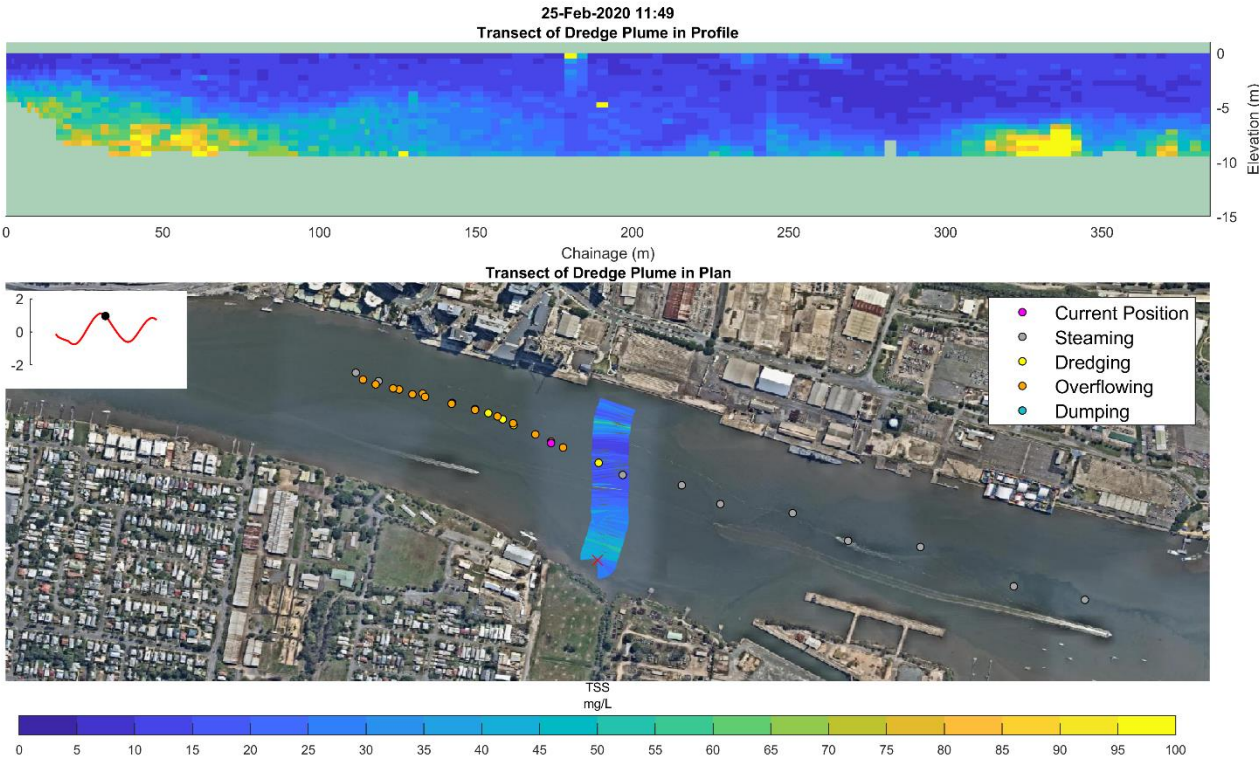 25-Feb-2020 11:49
Transect of Dredge Plume in Profile
0
-5
-10
-15
Elevation (m)
0 50 100 150 200 250 300 350
Chainage (m)
Transect of Dredge Plume in Plan
2
0
-2
Current Position
Steaming
Dredging
Overflowing
Dumping
TSS
mg/L
0 5 10 15 20 25 30 35 40 45 50 55 60 65 70 75 80 85 90 95 100